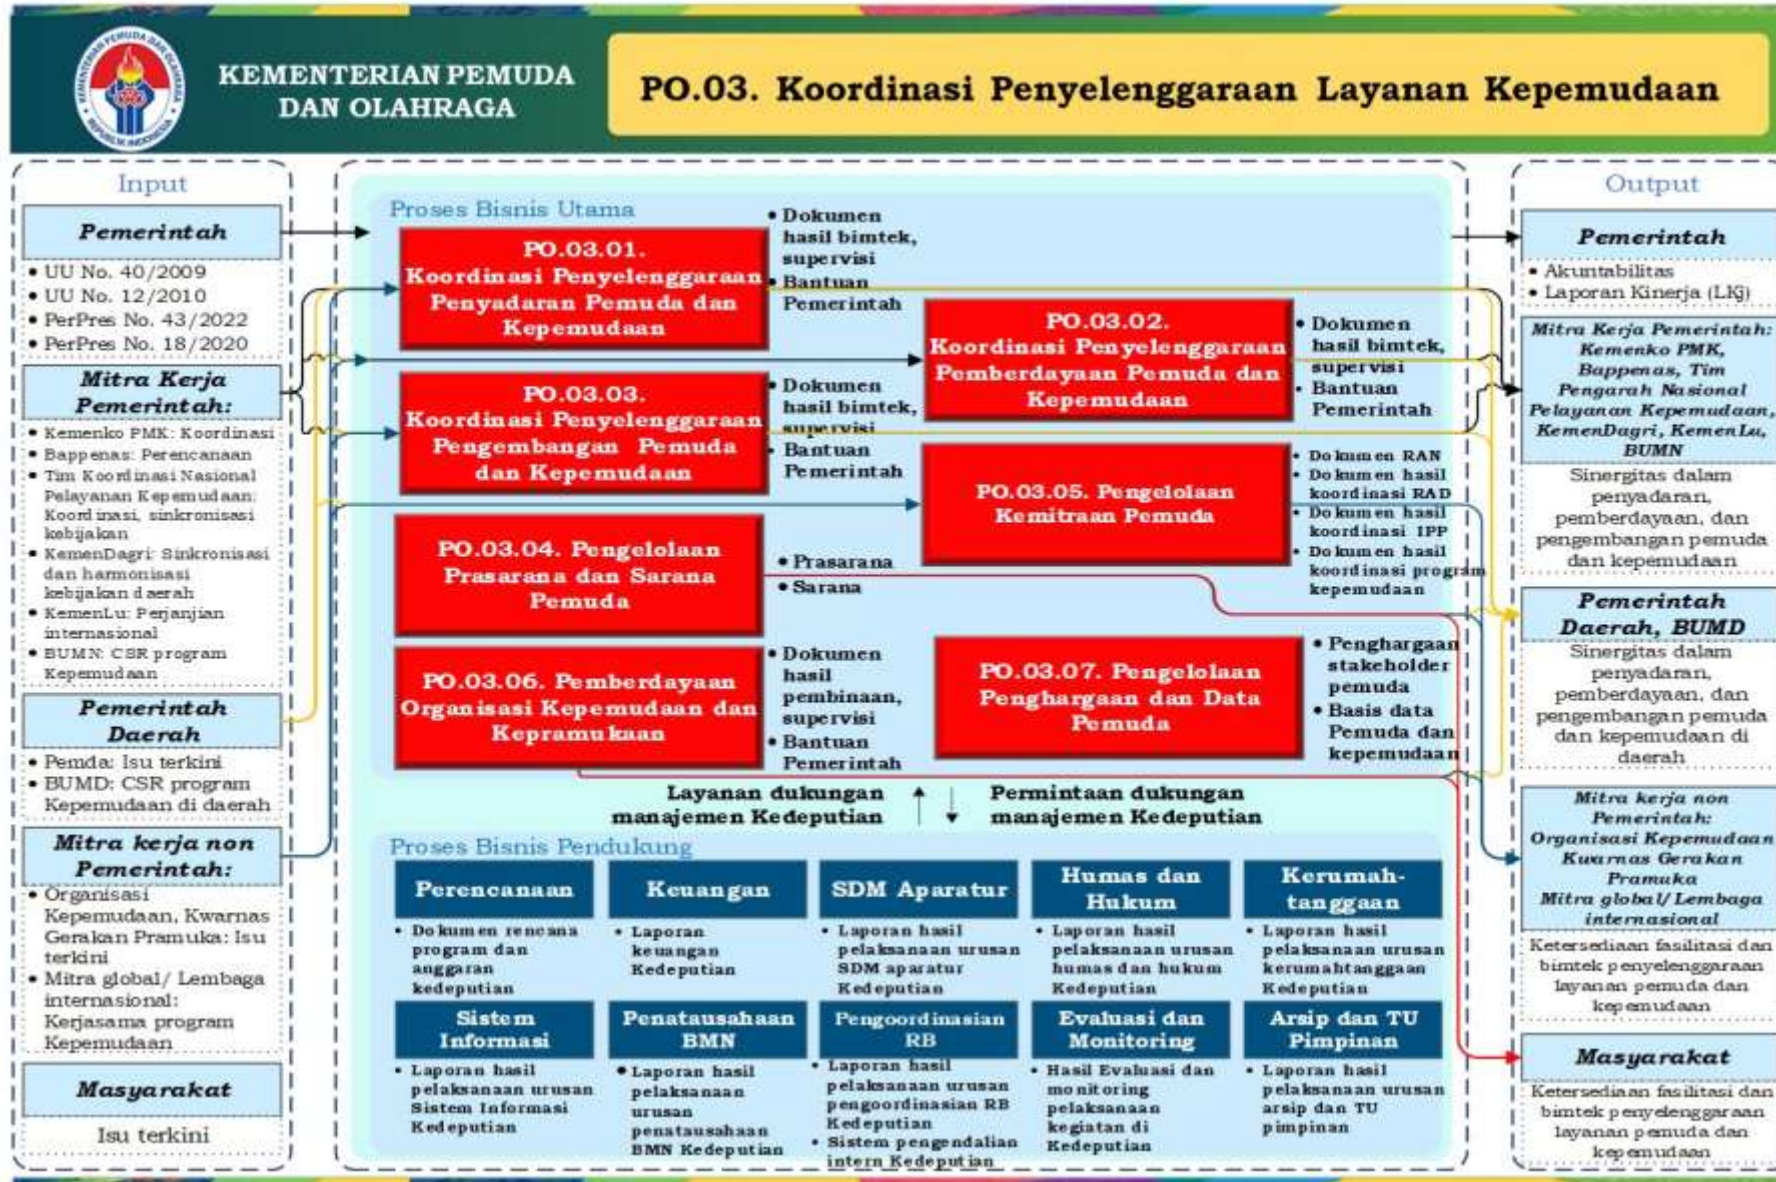 KEMENTERIAN PEMUDA DAN OLAHRAGA
REPUBLIK INDONESIA
KEMENTERIAN PEMUDA
DAN OLAHRAGA
PO.03. Koordinasi Penyelenggaraan Layanan Kepemudaan
Input
Pemerintah
• UU No. 40/2009
• UU No. 12/2010
• PerPres No. 43/2022
• PerPres No. 18/2020
Mitra Kerja
Pemerintah:
• Kemenko PMK: Koordinasi
• Bappenas: Perencanaan
• Tim Koordinasi Nasional
Pelayanan Kepemudaan:
Koordinasi, sinkronisasi
kebijakan
• KemenDagri: Sinkronisasi
dan harmonisasi
kebijakan daerah
• KemenLu: Perjanjian
internasional
• BUMN: CSR program
Kepemudaan
Pemerintah
Daerah
• Pemda: Isu terkini
• BUMD: CSR program
Kepemudaan di daerah
Mitra kerja non
Pemerintah:
• Organisasi
Kepemudaan, Kwarnas
Gerakan Pramuka: Isu
terkini
• Mitra global/ Lembaga
internasional:
Kerjasama program
Kepemudaan
Masyarakat
Isu terkini
Proses Bisnis Utama
PO.03.01.
Koordinasi Penyelenggaraan
Penyadaran Pemuda dan
Kepemudaan
• Dokumen
hasil bimtek,
supervisi
• Bantuan
Pemerintah
PO.03.02.
Koordinasi Penyelenggaraan
Pemberdayaan Pemuda dan
Kepemudaan
• Dokumen
hasil bimtek,
supervisi
• Bantuan
Pemerintah
PO.03.03.
Koordinasi Penyelenggaraan
Pengembangan Pemuda
dan Kepemudaan
• Dokumen
hasil bimtek,
supervisi
• Bantuan
Pemerintah
PO.03.05. Pengelolaan
Kemitraan Pemuda
• Dokumen RAN
• Dokumen hasil
koordinasi RAD
• Dokumen hasil
koordinasi IPP
• Dokumen hasil
koordinasi program
kepemudaan
PO.03.04. Pengelolaan
Prasarana dan Sarana
Pemuda
• Prasarana
• Sarana
PO.03.06. Pemberdayaan
Organisasi Kepemudaan dan
Kepramukaan
• Dokumen
hasil
pembinaan,
supervisi
• Bantuan
Pemerintah
PO.03.07. Pengelolaan
Penghargaan dan Data
Pemuda
• Penghargaan
stakeholder
pemuda
• Basis data
Pemuda dan
kepemudaan
Layanan dukungan
manajemen Kedeputian
Permintaan dukungan
manajemen Kedeputian
Proses Bisnis Pendukung
Perencanaan
• Dokumen rencana
program dan
anggaran
kedeputian
Keuangan
• Laporan
keuangan
Kedeputian
SDM Aparatur
• Laporan hasil
pelaksanaan urusan
SDM aparatur
Kedeputian
Humas dan
Hukum
• Laporan hasil
pelaksanaan urusan
humas dan hukum
Kedeputian
Kerumah-
tanggaan
• Laporan hasil
pelaksanaan urusan
kerumahtanggaan
Kedeputian
Sistem
Informasi
• Laporan hasil
pelaksanaan urusan
Sistem Informasi
Kedeputian
Penatausahaan
BMN
• Laporan hasil
pelaksanaan
urusan
penatausahaan
BMN Kedeputian
Pengoordinasian
RB
• Laporan hasil
pelaksanaan urusan
pengoordinasian RB
Kedeputian
• Sistem pengendalian
intern Kedeputian
Evaluasi dan
Monitoring
• Hasil Evaluasi dan
monitoring
pelaksanaan
kegiatan di
Kedeputian
Arsip dan TU
Pimpinan
• Laporan hasil
pelaksanaan urusan
arsip dan TU
pimpinan
Output
Pemerintah
• Akuntabilitas
• Laporan Kinerja (LKj)
Mitra Kerja Pemerintah:
Kemenko PMK,
Bappenas, Tim
Pengarah Nasional
Pelayanan Kepemudaan,
KemenDagri, KemenLu,
BUMN
Sinergitas dalam
penyadaran,
pemberdayaan, dan
pengembangan pemuda
dan kepemudaan
Pemerintah
Daerah, BUMD
Sinergitas dalam
penyadaran,
pemberdayaan, dan
pengembangan pemuda
dan kepemudaan di
daerah
Mitra kerja non
Pemerintah:
Organisasi Kepemudaan
Kwarnas Gerakan
Pramuka
Mitra global/ Lembaga
internasional
Ketersediaan fasilitasi dan
bimtek penyelenggaraan
layanan pemuda dan
kepemudaan
Masyarakat
Ketersediaan fasilitasi dan
bimtek penyelenggaraan
layanan pemuda dan
kepemudaan